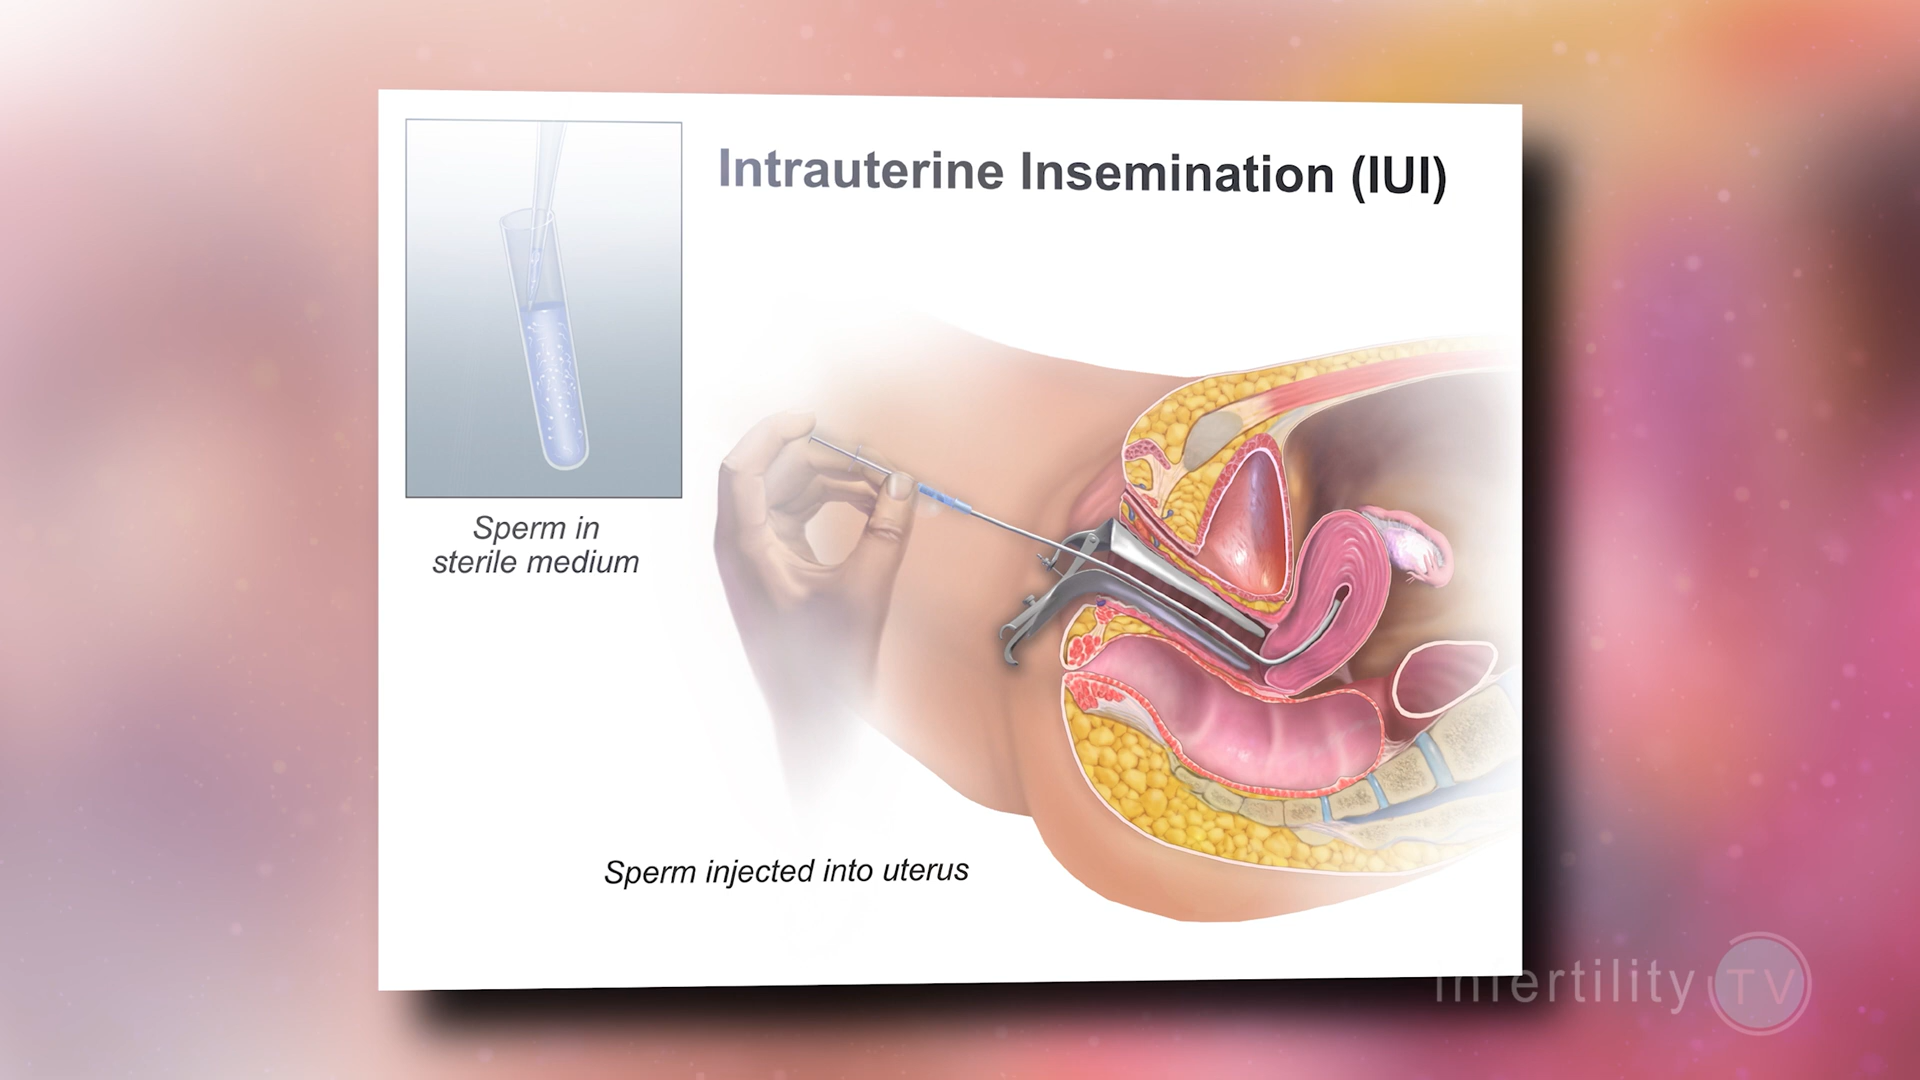 Intrauterine Insemination (IUI)
Sperm in
sterile medium
Sperm injected into uterus
infertility TV